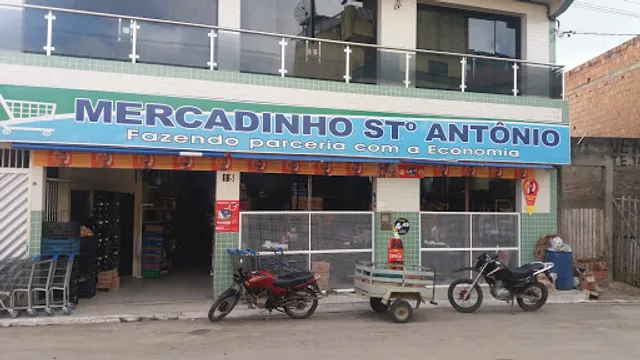 MERCADINHO STº ANTÔNIO
Fazendo parceria com a Economia